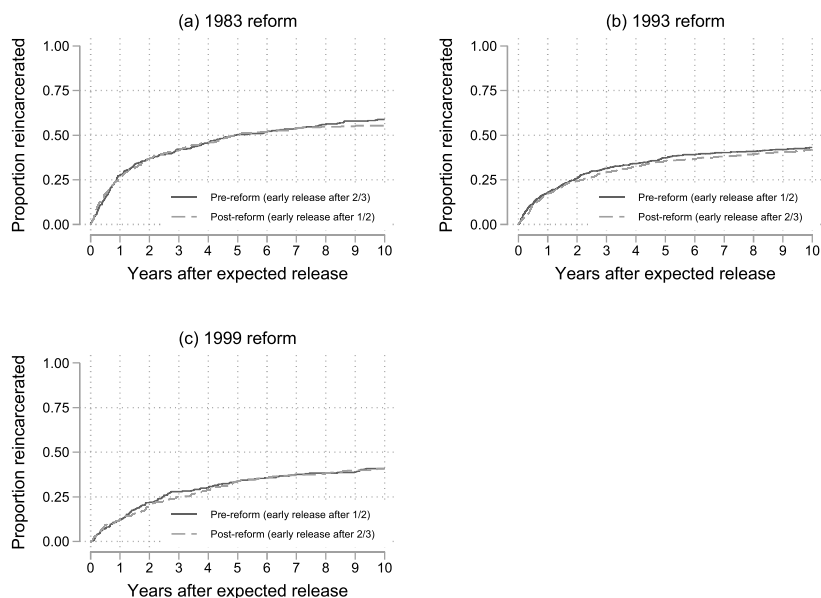 (a) 1983 reform
Proportion reincarcerated
1.00
0.75
0.50
0.25
0.00
Pre-reform (early release after 2/3)
Post-reform (early release after 1/2)
0 1 2 3 4 5 6 7 8 9 10
Years after expected release
(b) 1993 reform
Proportion reincarcerated
1.00
0.75
0.50
0.25
0.00
Pre-reform (early release after 1/2)
Post-reform (early release after 2/3)
0 1 2 3 4 5 6 7 8 9 10
Years after expected release
(c) 1999 reform
Proportion reincarcerated
1.00
0.75
0.50
0.25
0.00
Pre-reform (early release after 1/2)
Post-reform (early release after 2/3)
0 1 2 3 4 5 6 7 8 9 10
Years after expected release